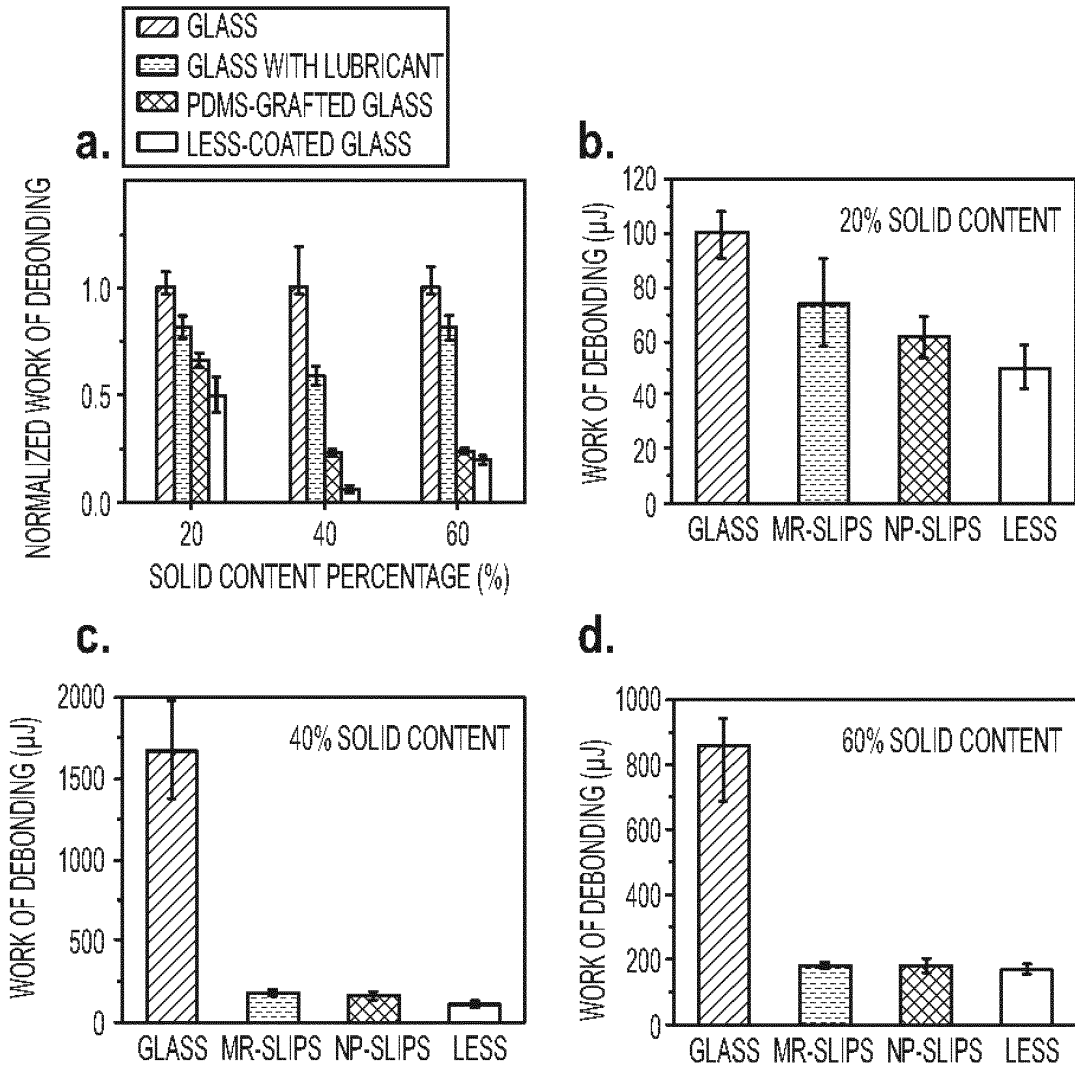 GLASS
GLASS WITH LUBRICANT
PDMS-GRAFTED GLASS
LESS-COATED GLASS
a.
NORMALIZED WORK OF DEBONDING
1.0
0.5
0.0
20 40 60
SOLID CONTENT PERCENTAGE (%)
b.
WORK OF DEBONDING (µJ)
120
100
80
60
40
20
0
20% SOLID CONTENT
GLASS MR-SLIPS NP-SLIPS LESS
c.
WORK OF DEBONDING (µJ)
2000
1500
1000
500
0
40% SOLID CONTENT
GLASS MR-SLIPS NP-SLIPS LESS
d.
WORK OF DEBONDING (µJ)
1000
800
600
400
200
0
60% SOLID CONTENT
GLASS MR-SLIPS NP-SLIPS LESS